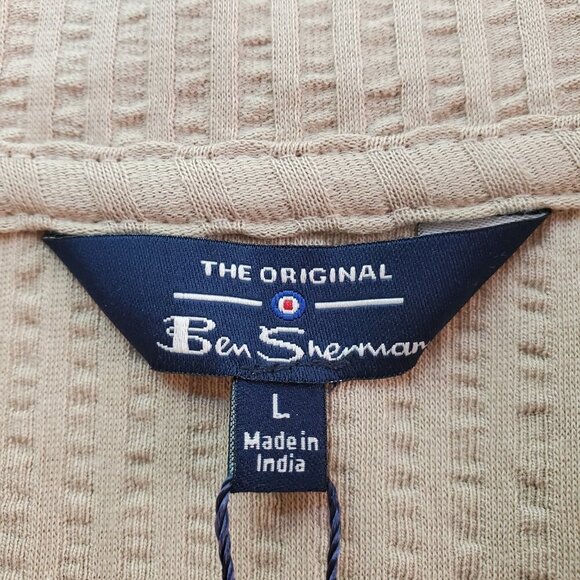 THE ORIGINAL
Ben Sherman
L
Made in
India